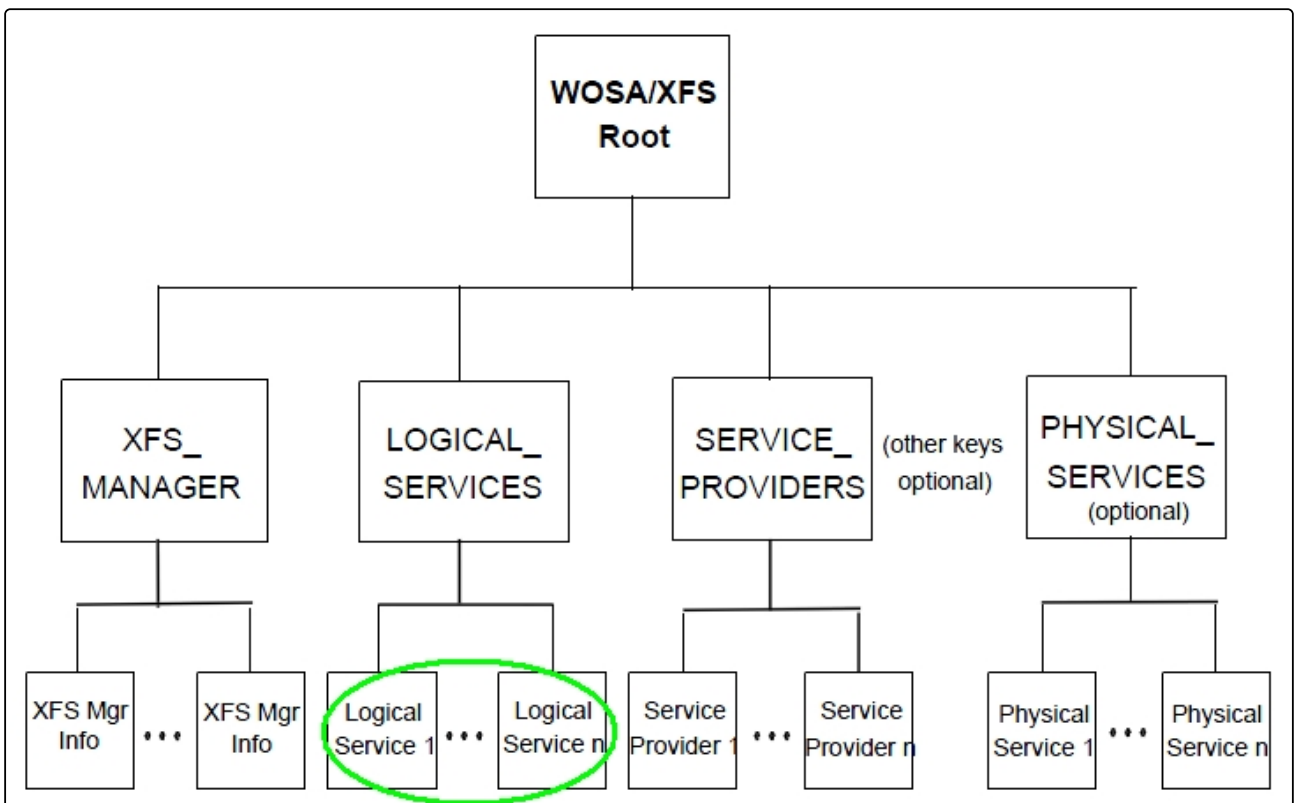 WOSA/XFS
Root
XFS_
MANAGER
LOGICAL_
SERVICES
SERVICE_
PROVIDERS
(other keys
optional)
PHYSICAL_
SERVICES
(optional)
XFS Mgr
Info
•••
XFS Mgr
Info
Logical
Service 1
•••
Logical
Service n
Service
Provider 1
•••
Service
Provider n
Physical
Service 1
•••
Physical
Service n